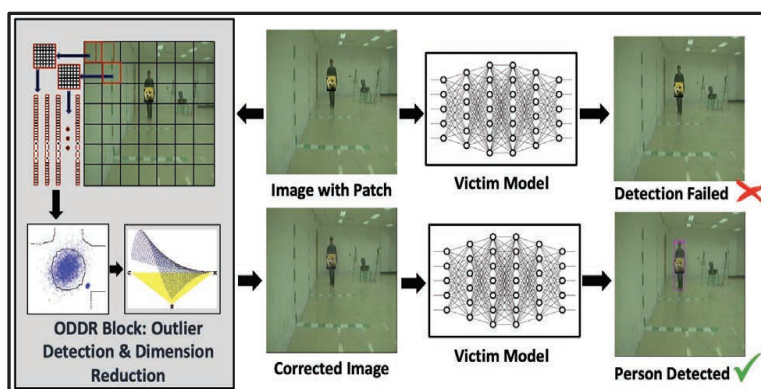 Image with Patch
Victim Model
Detection Failed
ODDR Block: Outlier
Detection & Dimension
Reduction
Corrected Image
Victim Model
Person Detected